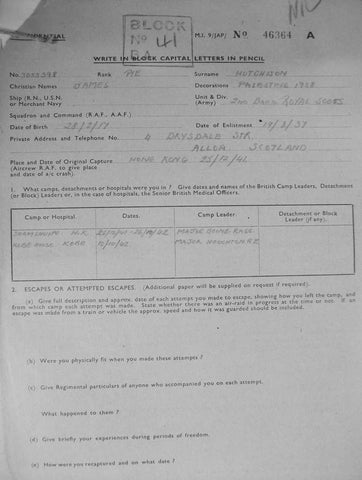 CONFIDENTIAL
BLOCK
No 41
B.A.
M.I. 9/JAP/ No 46364 A
WRITE IN BLOCK CAPITAL LETTERS IN PENCIL
No. 3053598 Rank PTE Surname HUTCHISON
Christian Names JAMES Decorations PALESTINE 1938
Ship (R.N., U.S.N. or Merchant Navy Unit & Div. (Army) 2ND BATT ROYAL SCOTS
Squadron and Command (R.A.F.)
Date of Birth Date of Enlistment 19/3/37
Private Address and Telephone No. 4 DRYSDALE STR.
ALLOA SCOTLAND
Place and Date of Original Capture HONG KONG 25/12/41
(Aircrew R.A.F. to give place
and date of a/c crash).
1. What camps, detachments or hospitals were you in ? Give dates and names of the British Camp Leaders, Detachment
(or Block) Leaders or, in the case of hospitals, the Senior British Medical Officers.
Camp or Hospital. Dates. Camp Leader. Detachment or Block Leader (if any).
H.K. MAJOR
KOBE HOUSE KOBE MAJOR HOUGHTON R.E.
2. ESCAPES OR ATTEMPTED ESCAPES. (Additional paper will be supplied on request if required).
(a) Give full description and approx. date of each attempt you made to escape, showing how you left the camp, and
from which camp each attempt was made. State whether there was an air-raid in progress at the time or not. If an
escape was made from a train or vehicle the approx. speed and how it was guarded should be included.
(b) Were you physically fit when you made these attempts ?
(c) Give Regimental particulars of anyone who accompanied you on each attempt.
What happened to them ?
(d) Give briefly your experiences during periods of freedom.
(e) How were you recaptured and on what date ?